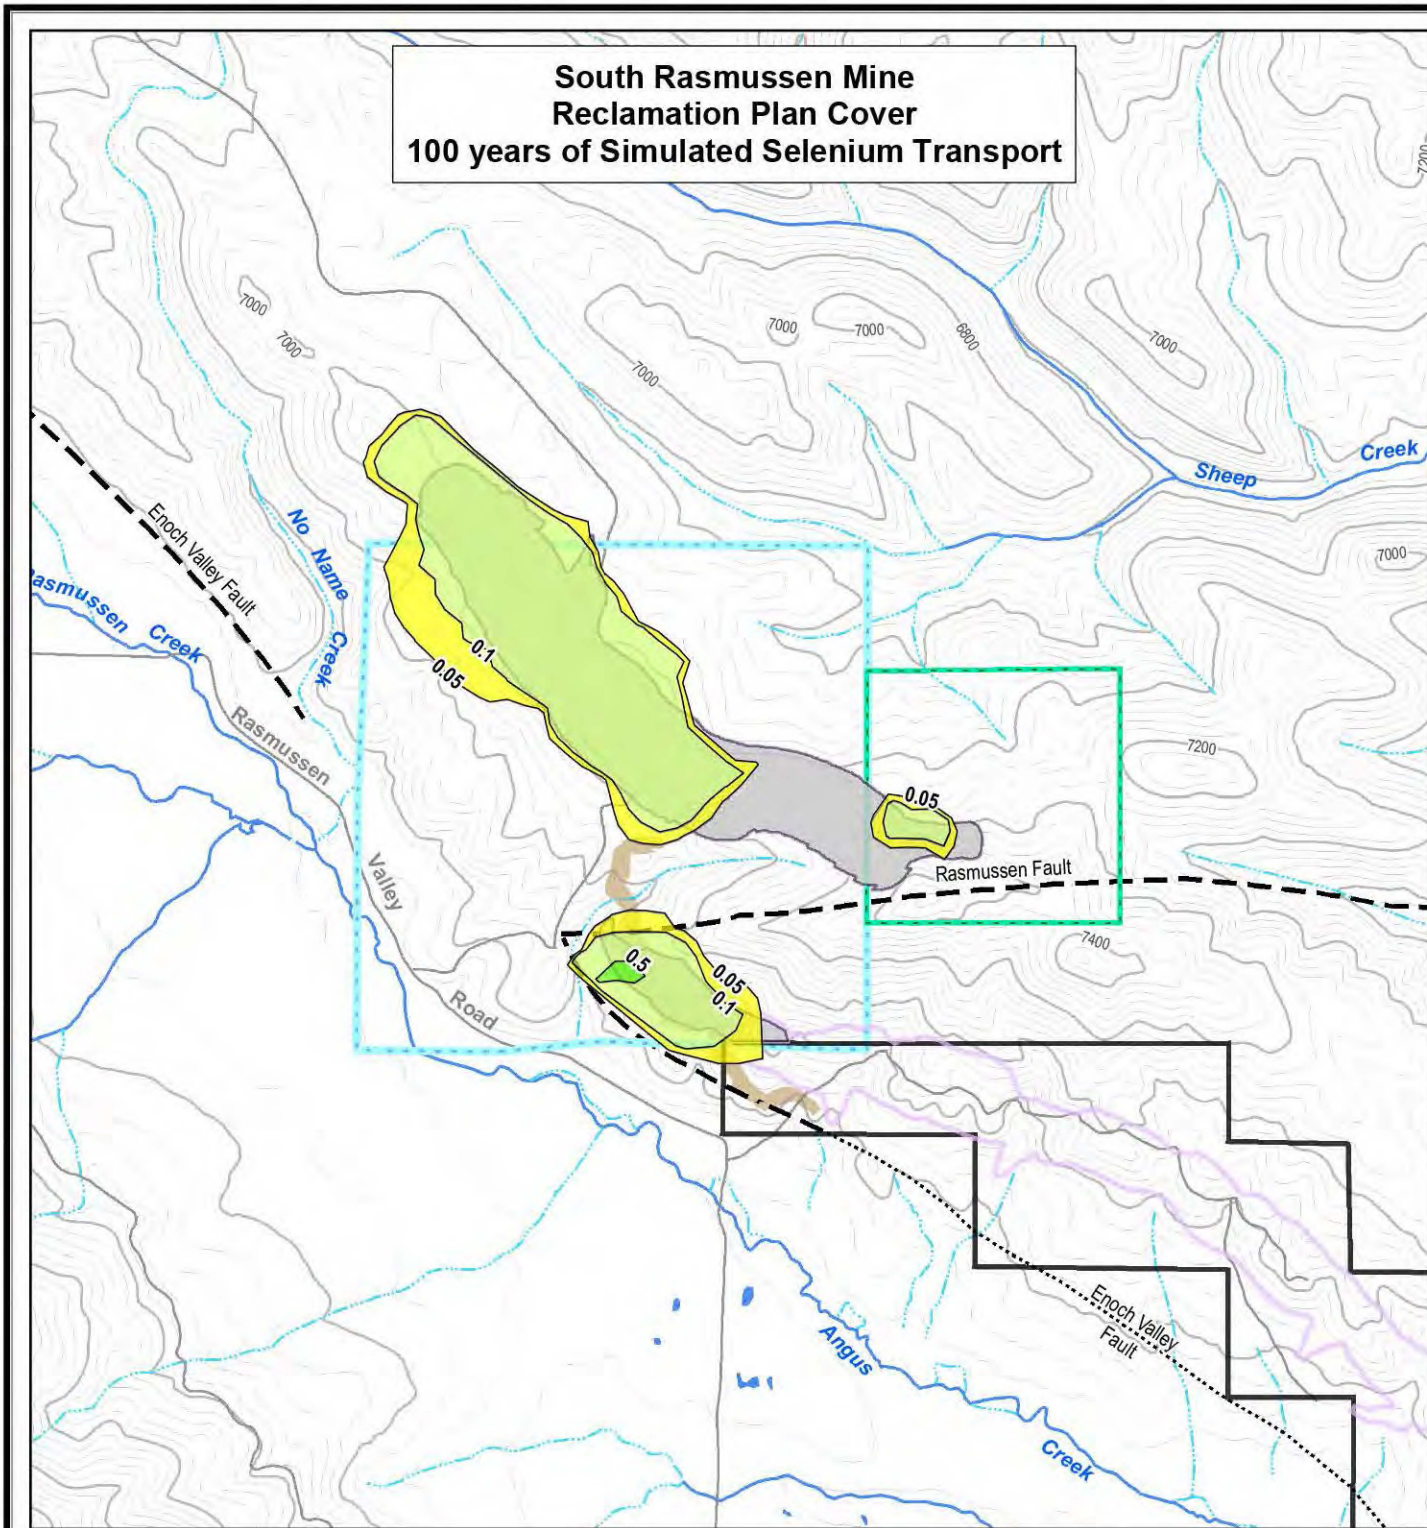 South Rasmussen Mine
Reclamation Plan Cover
100 years of Simulated Selenium Transport
7200
7000
7000
7000
7000
7000
6800
7000
Creek
Sheep
Enoch Valley Fault
No Name Creek
7000
Rasmussen Creek
0.1
0.05
Rasmussen
7200
0.05
Valley
Rasmussen Fault
7400
0.5
0.05
0.1
Road
Enoch Valley
Fault
Angus
Creek